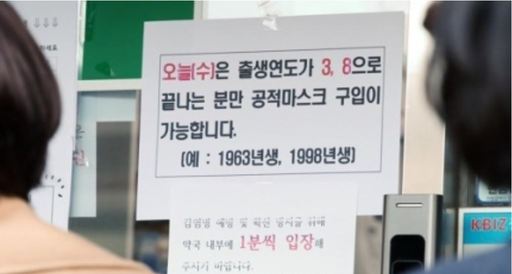 하세요
오늘(수)은 출생연도가 3, 8으로
끝나는 분만 공적마스크 구입이
가능합니다.
(예 : 1963년생, 1998년생)
감염병 예방 및 확산 방지를 위해
약국 내부에 1분씩 입장해
주시기 바랍니다.
KBIZ